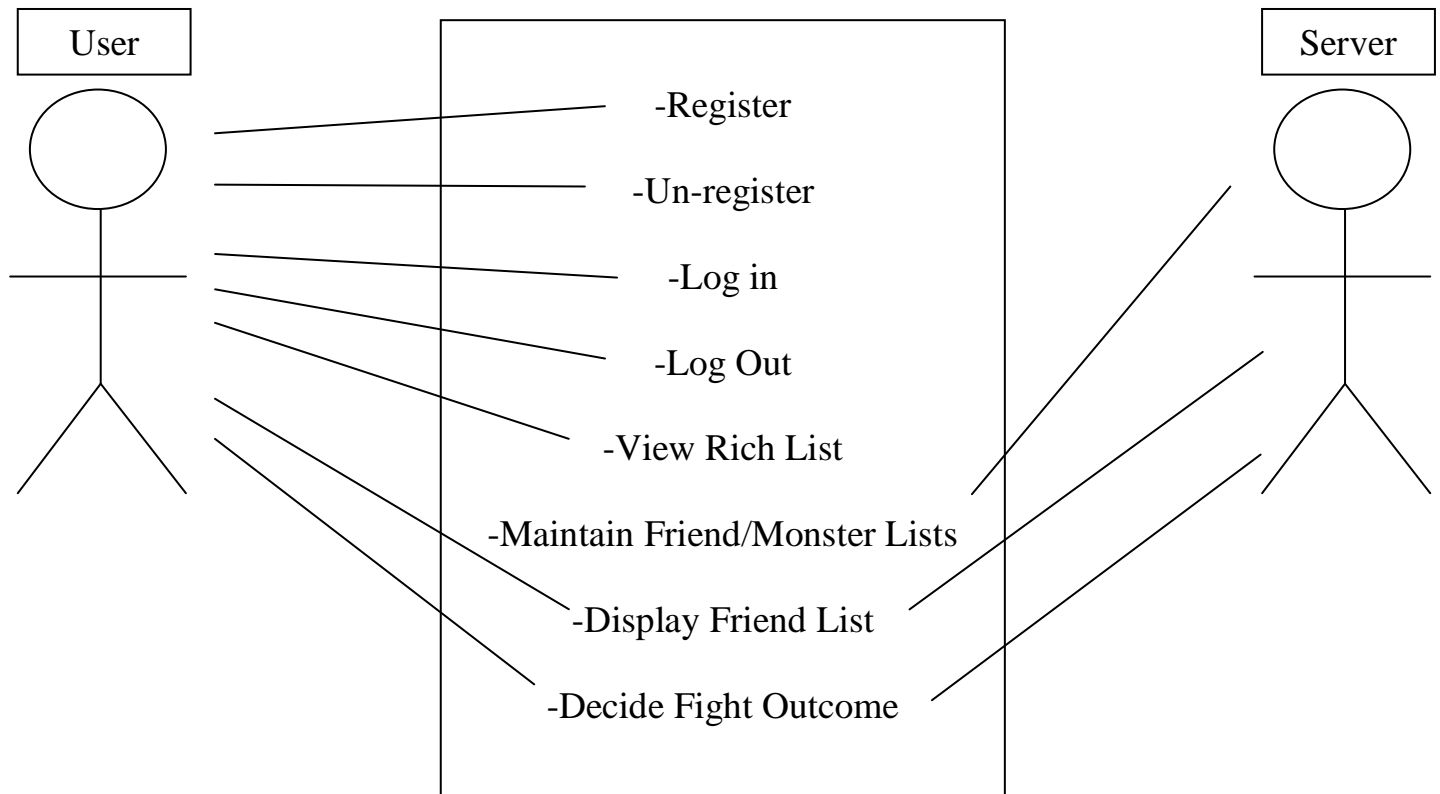 User
Server
-Register
-Un-register
-Log in
-Log Out
-View Rich List
-Maintain Friend/Monster Lists
-Display Friend List
-Decide Fight Outcome